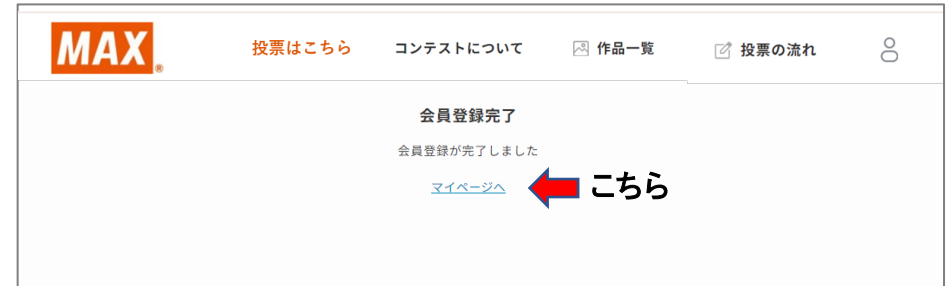 MAX®
投票はこちら
コンテストについて
作品一覧
投票の流れ
会員登録完了
会員登録が完了しました
マイページへ
こちら